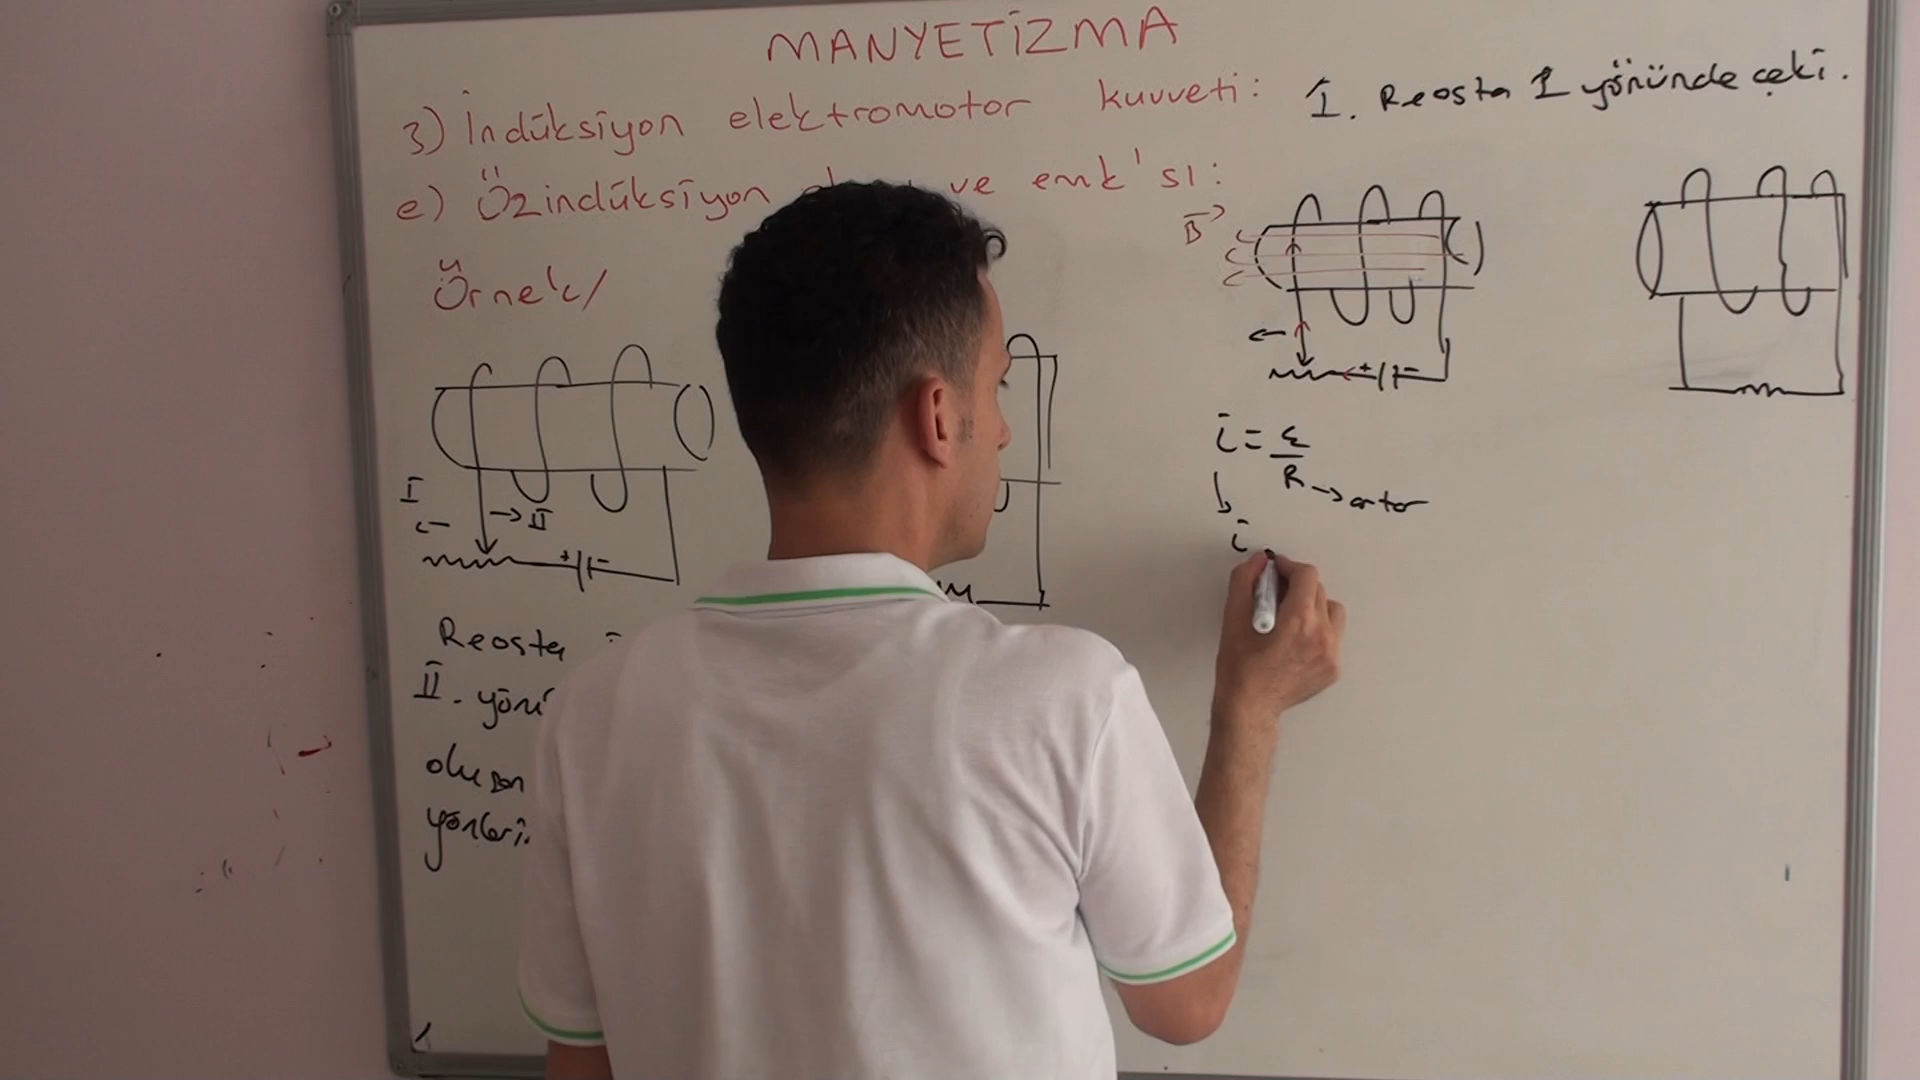 MANYETİZMA
3) İndüksiyon elektromotor kuvveti:
e) Özindüksiyon ve emk'sı:
Örnek/
I
← → II
+ -
Reosta
II. yönü
oluşan
yönleri
I. Reosta 1 yönünde çeki.
B
←
+ -
i = ε
R → artar
i